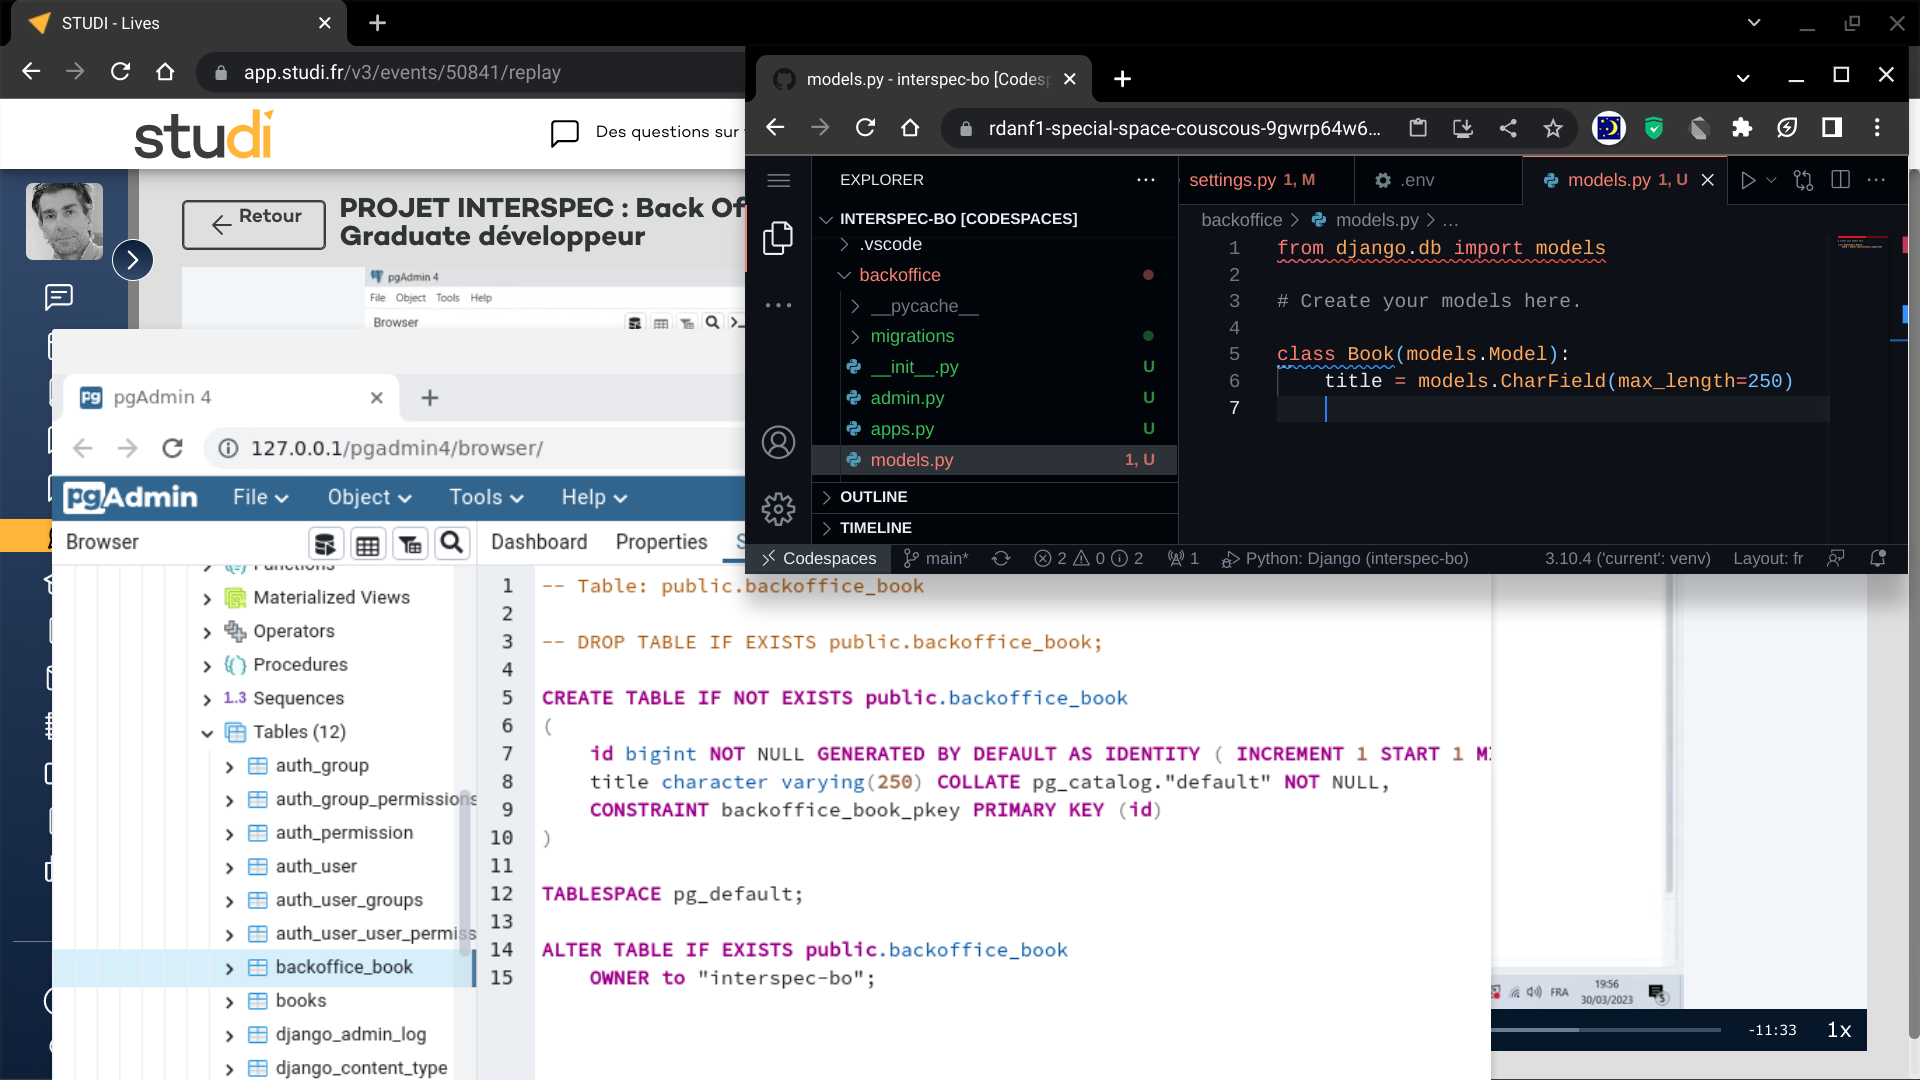 STUDI - Lives
app.studi.fr/v3/events/50841/replay
studi
Des questions sur
Retour
PROJET INTERSPEC : Back Of
Graduate développeur
pgAdmin 4
File Object Tools Help
Browser
models.py - interspec-bo [Codesp
rdanf1-special-space-couscous-9gwrp64w6...
EXPLORER
INTERSPEC-BO [CODESPACES]
.vscode
backoffice
__pycache__
migrations
__init__.py U
admin.py U
apps.py U
models.py 1, U
OUTLINE
TIMELINE
settings.py 1, M
.env
models.py 1, U
backoffice > models.py > ...
1 from django.db import models
2
3 # Create your models here.
4
5 class Book(models.Model):
6 title = models.CharField(max_length=250)
7
Codespaces main* 2 0 2 1 Python: Django (interspec-bo) 3.10.4 ('current': venv) Layout: fr
pgAdmin 4
127.0.0.1/pgadmin4/browser/
pgAdmin File Object Tools Help
Browser
Dashboard Properties S
Functions
Materialized Views
Operators
Procedures
1..3 Sequences
Tables (12)
auth_group
auth_group_permissions
auth_permission
auth_user
auth_user_groups
auth_user_user_permiss
backoffice_book
books
django_admin_log
django_content_type
1 -- Table: public.backoffice_book
2
3 -- DROP TABLE IF EXISTS public.backoffice_book;
4
5 CREATE TABLE IF NOT EXISTS public.backoffice_book
6 (
7 id bigint NOT NULL GENERATED BY DEFAULT AS IDENTITY ( INCREMENT 1 START 1 MI
8 title character varying(250) COLLATE pg_catalog."default" NOT NULL,
9 CONSTRAINT backoffice_book_pkey PRIMARY KEY (id)
10 )
11
12 TABLESPACE pg_default;
13
14 ALTER TABLE IF EXISTS public.backoffice_book
15 OWNER to "interspec-bo";
FRA
19:56
30/03/2023
5
-11:33 1x